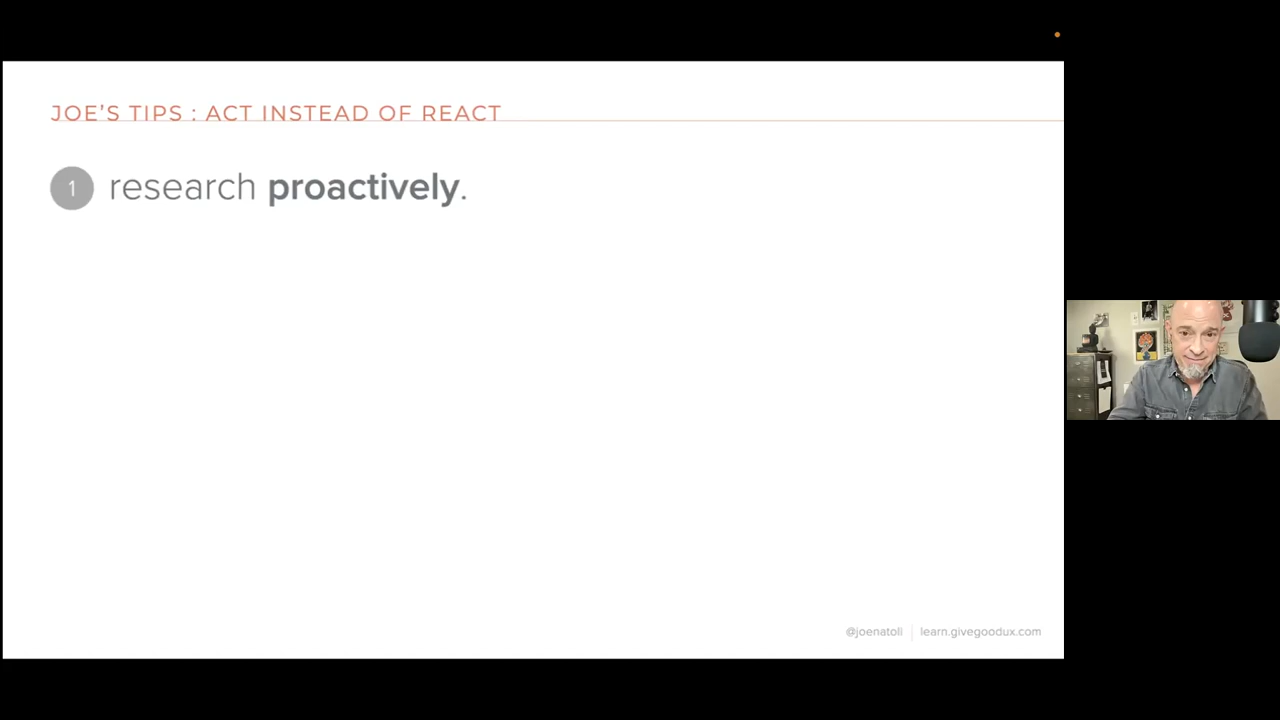 JOE'S TIPS : ACT INSTEAD OF REACT
1 research proactively.
@joenatoli | learn.givegoodux.com